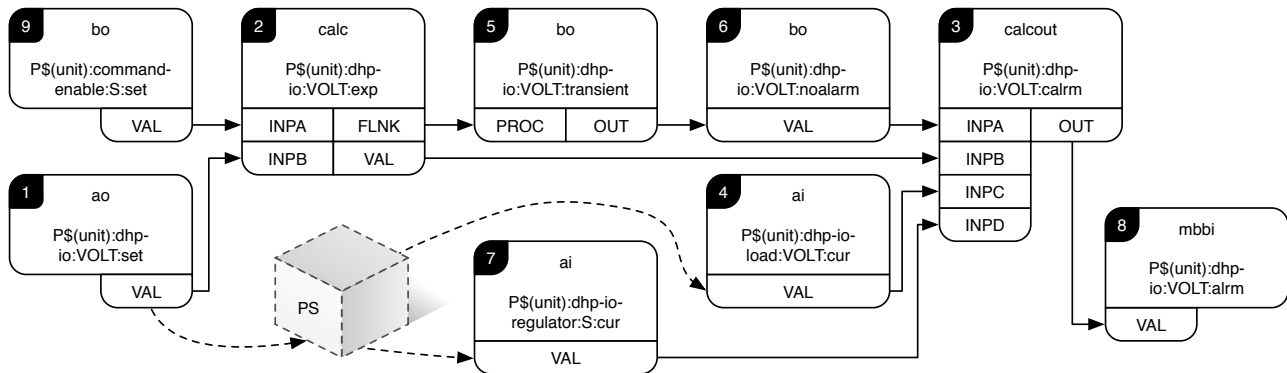 9
bo
P$(unit):command-
enable:S:set
VAL
2
calc
P$(unit):dhp-
io:VOLT:exp
INPA
FLNK
INPB
VAL
5
bo
P$(unit):dhp-
io:VOLT:transient
PROC
OUT
6
bo
P$(unit):dhp-
io:VOLT:noalarm
VAL
3
calcout
P$(unit):dhp-
io:VOLT:calrm
INPA
OUT
INPB
INPC
INPD
1
ao
P$(unit):dhp-
io:VOLT:set
VAL
PS
7
ai
P$(unit):dhp-io-
regulator:S:cur
VAL
4
ai
P$(unit):dhp-io-
load:VOLT:cur
VAL
8
mbbi
P$(unit):dhp-
io:VOLT:alrm
VAL